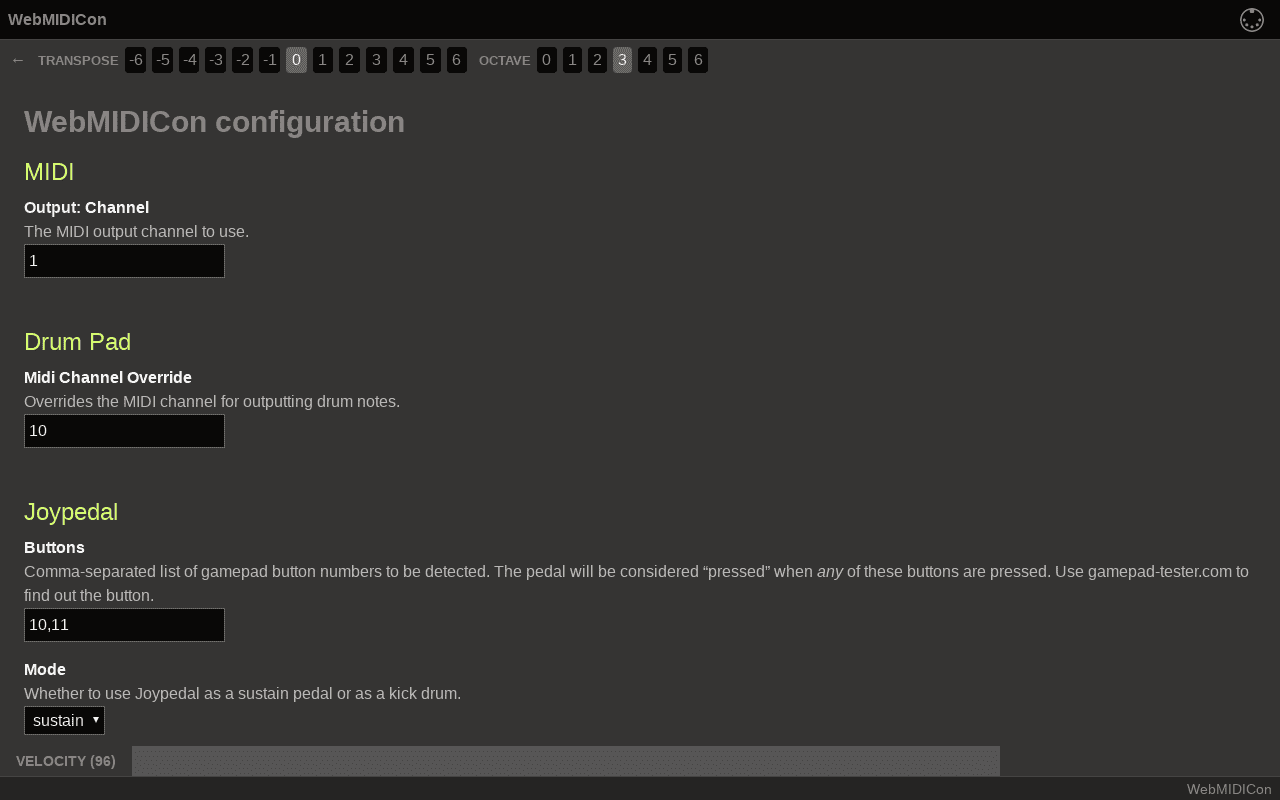 WebMIDICon
← TRANSPOSE -6 -5 -4 -3 -2 -1 0 1 2 3 4 5 6 OCTAVE 0 1 2 3 4 5 6
WebMIDICon configuration
MIDI
Output: Channel
The MIDI output channel to use.
1
Drum Pad
Midi Channel Override
Overrides the MIDI channel for outputting drum notes.
10
Joypedal
Buttons
Comma-separated list of gamepad button numbers to be detected. The pedal will be considered “pressed” when any of these buttons are pressed. Use gamepad-tester.com to
find out the button.
10,11
Mode
Whether to use Joypedal as a sustain pedal or as a kick drum.
sustain
VELOCITY (96)
WebMIDICon